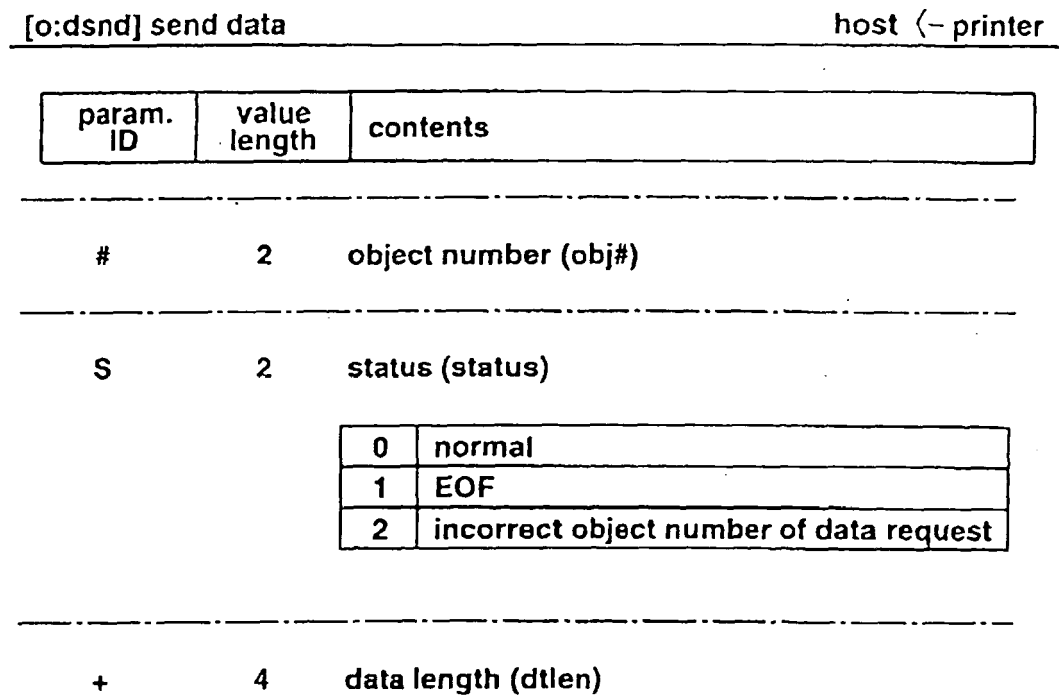 [o:dsnd] send data host <- printer
param. ID value length contents
# 2 object number (obj#)
S 2 status (status)
0 normal
1 EOF
2 incorrect object number of data request
+ 4 data length (dtlen)